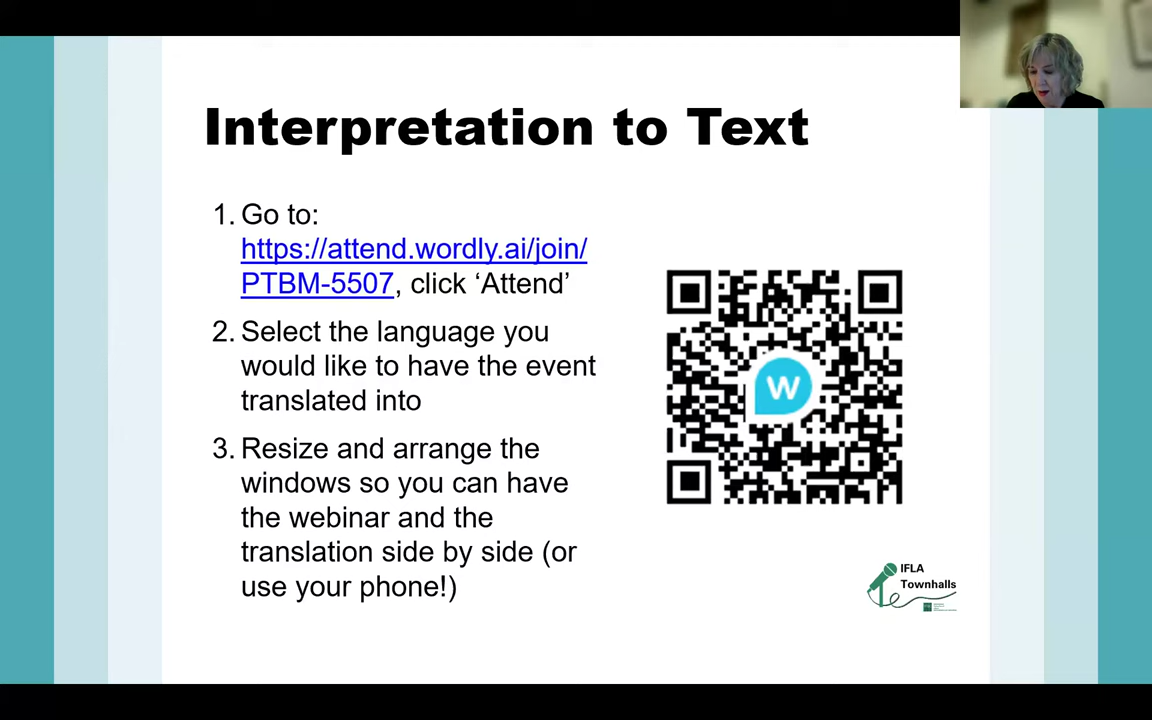 Interpretation to Text
1. Go to:
https://attend.wordly.ai/join/
PTBM-5507, click ‘Attend’
2. Select the language you
would like to have the event
translated into
3. Resize and arrange the
windows so you can have
the webinar and the
translation side by side (or
use your phone!)
W
IFLA
Townhalls